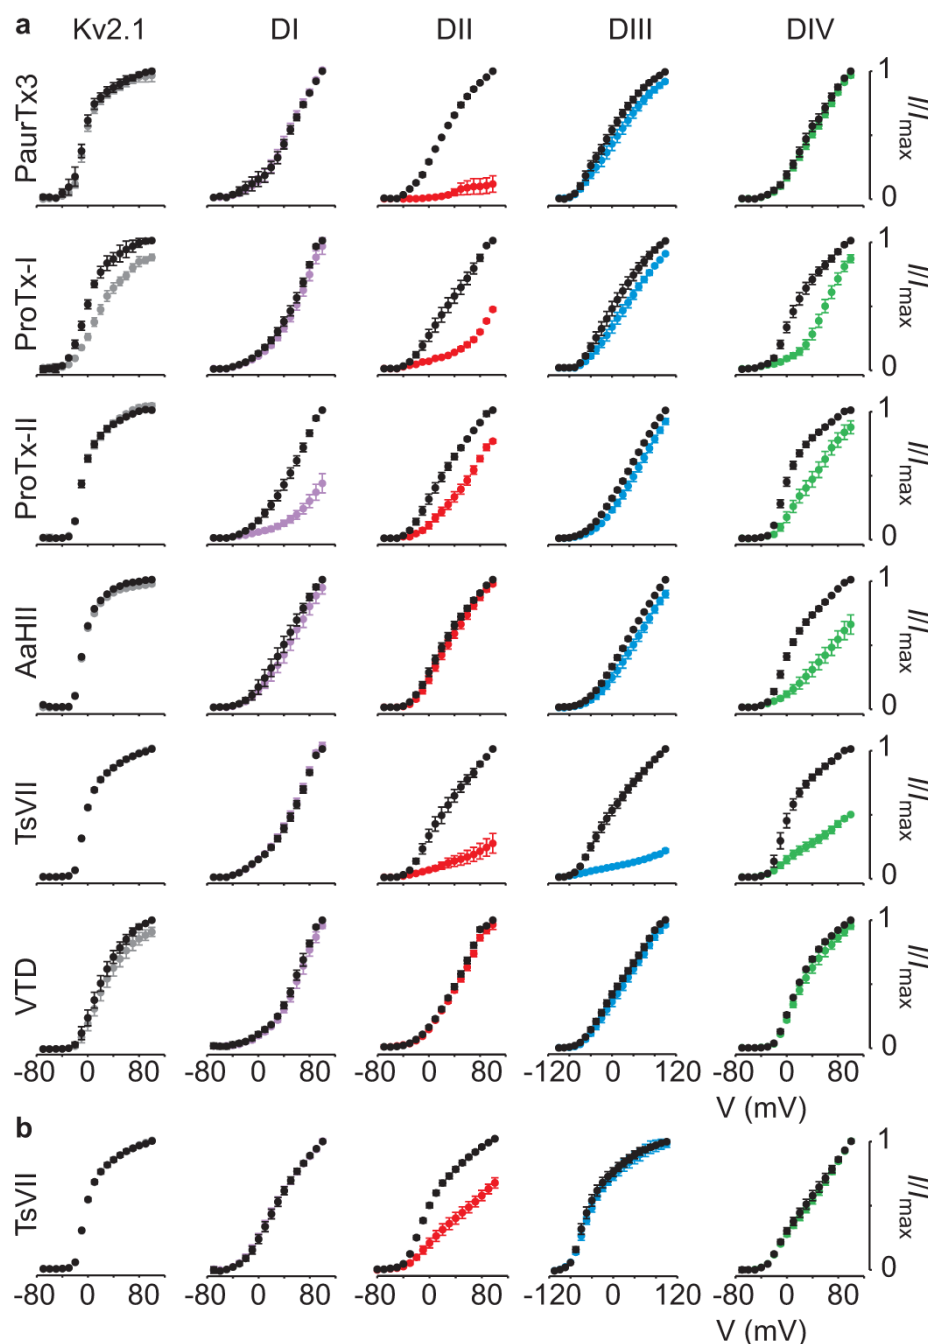 a Kv2.1 DI DII DIII DIV
PaurTx3 1 I/Imax 0
ProTx-I 1 I/Imax 0
ProTx-II 1 I/Imax 0
AaHII 1 I/Imax 0
TsVII 1 I/Imax 0
VTD 1 I/Imax 0
-80 0 80 -80 0 80 -80 0 80 -120 0 120 -80 0 80
V (mV)
b
TsVII 1 I/Imax 0
-80 0 80 -80 0 80 -80 0 80 -120 0 120 -80 0 80
V (mV)